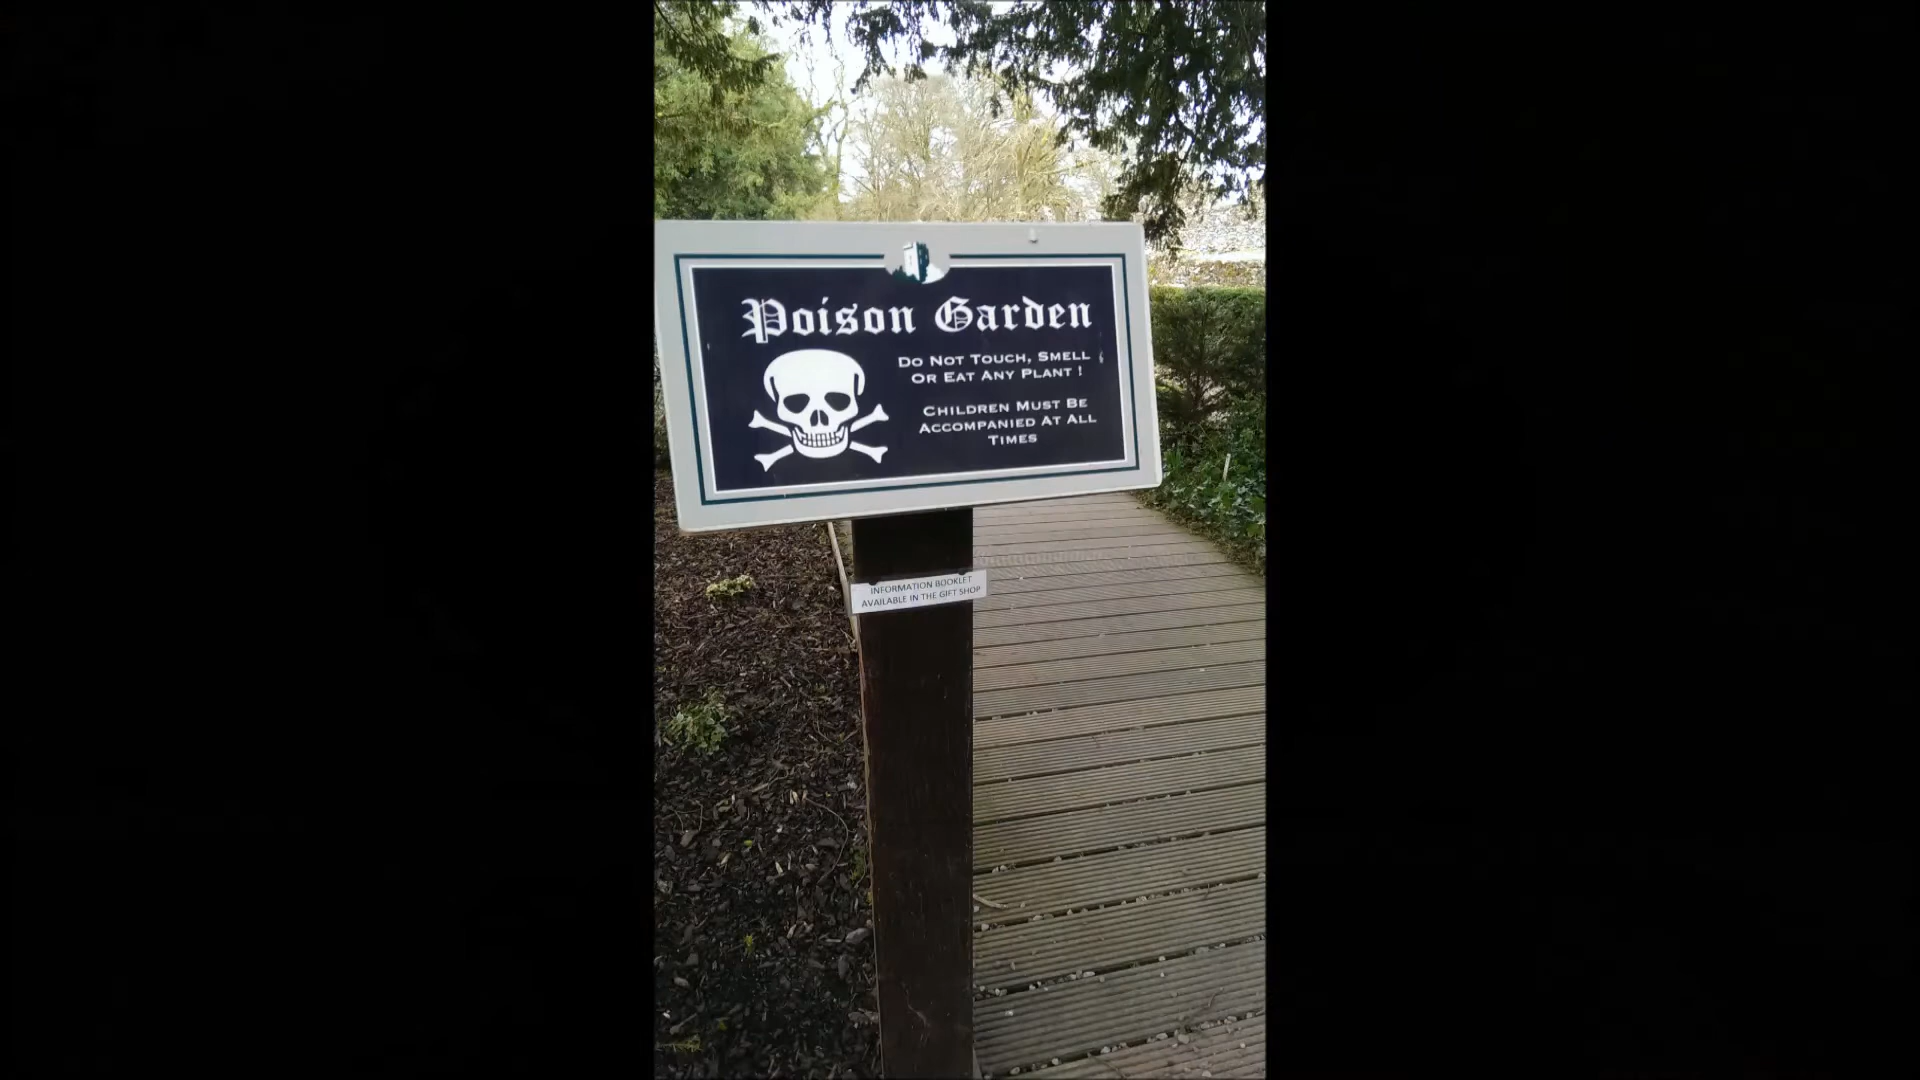 Poison Garden
DO NOT TOUCH, SMELL
OR EAT ANY PLANT !
CHILDREN MUST BE
ACCOMPANIED AT ALL
TIMES
INFORMATION BOOKLET
AVAILABLE IN THE GIFT SHOP